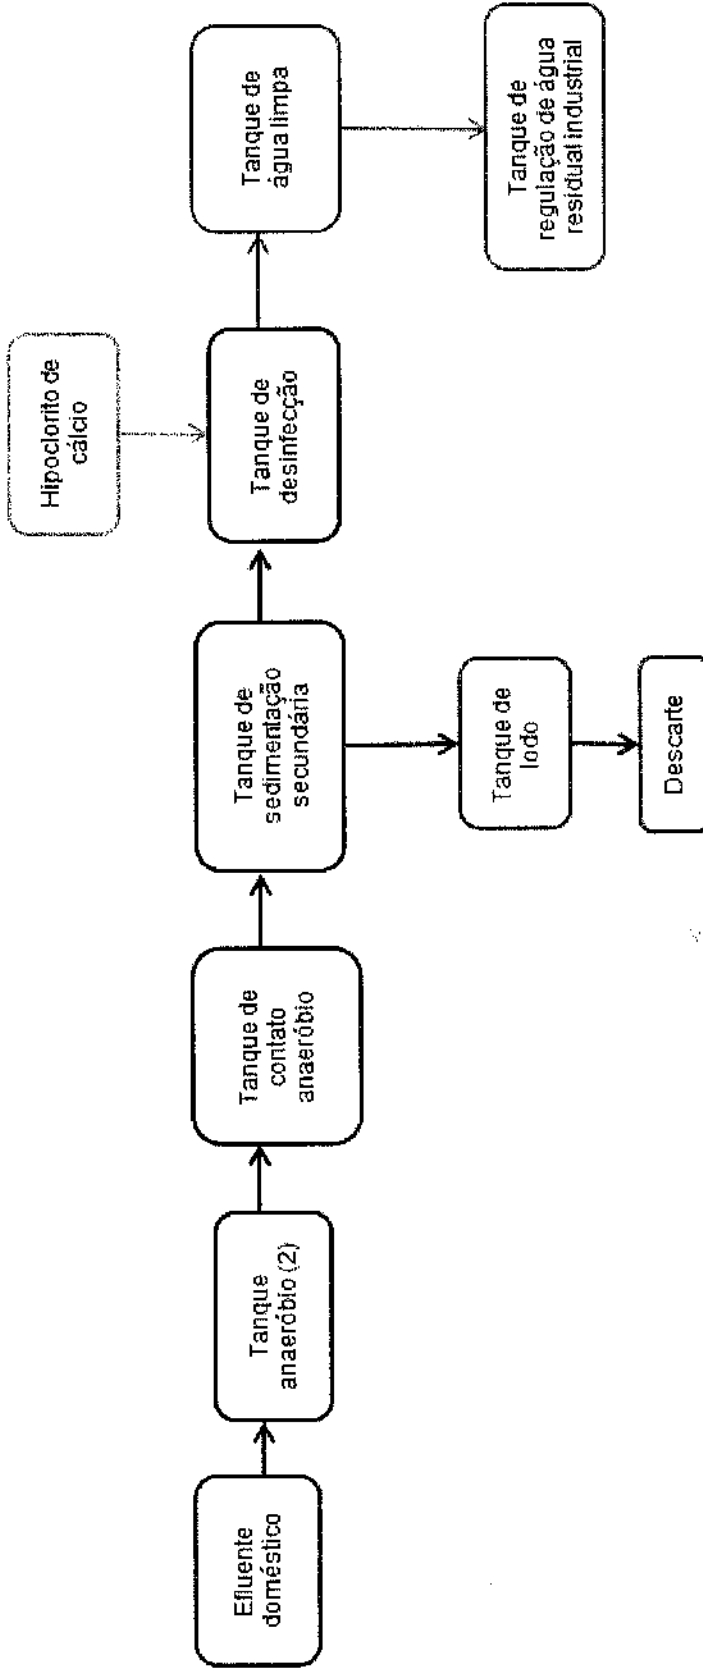 Efluente
doméstico
Tanque
anaeróbio (2)
Tanque de
contato
anaeróbio
Tanque de
sedimentação
secundária
Tanque de
lodo
Descarte
Hipoclorito de
cálcio
Tanque de
desinfecção
Tanque de
água limpa
Tanque de
regulação de água
residual industrial